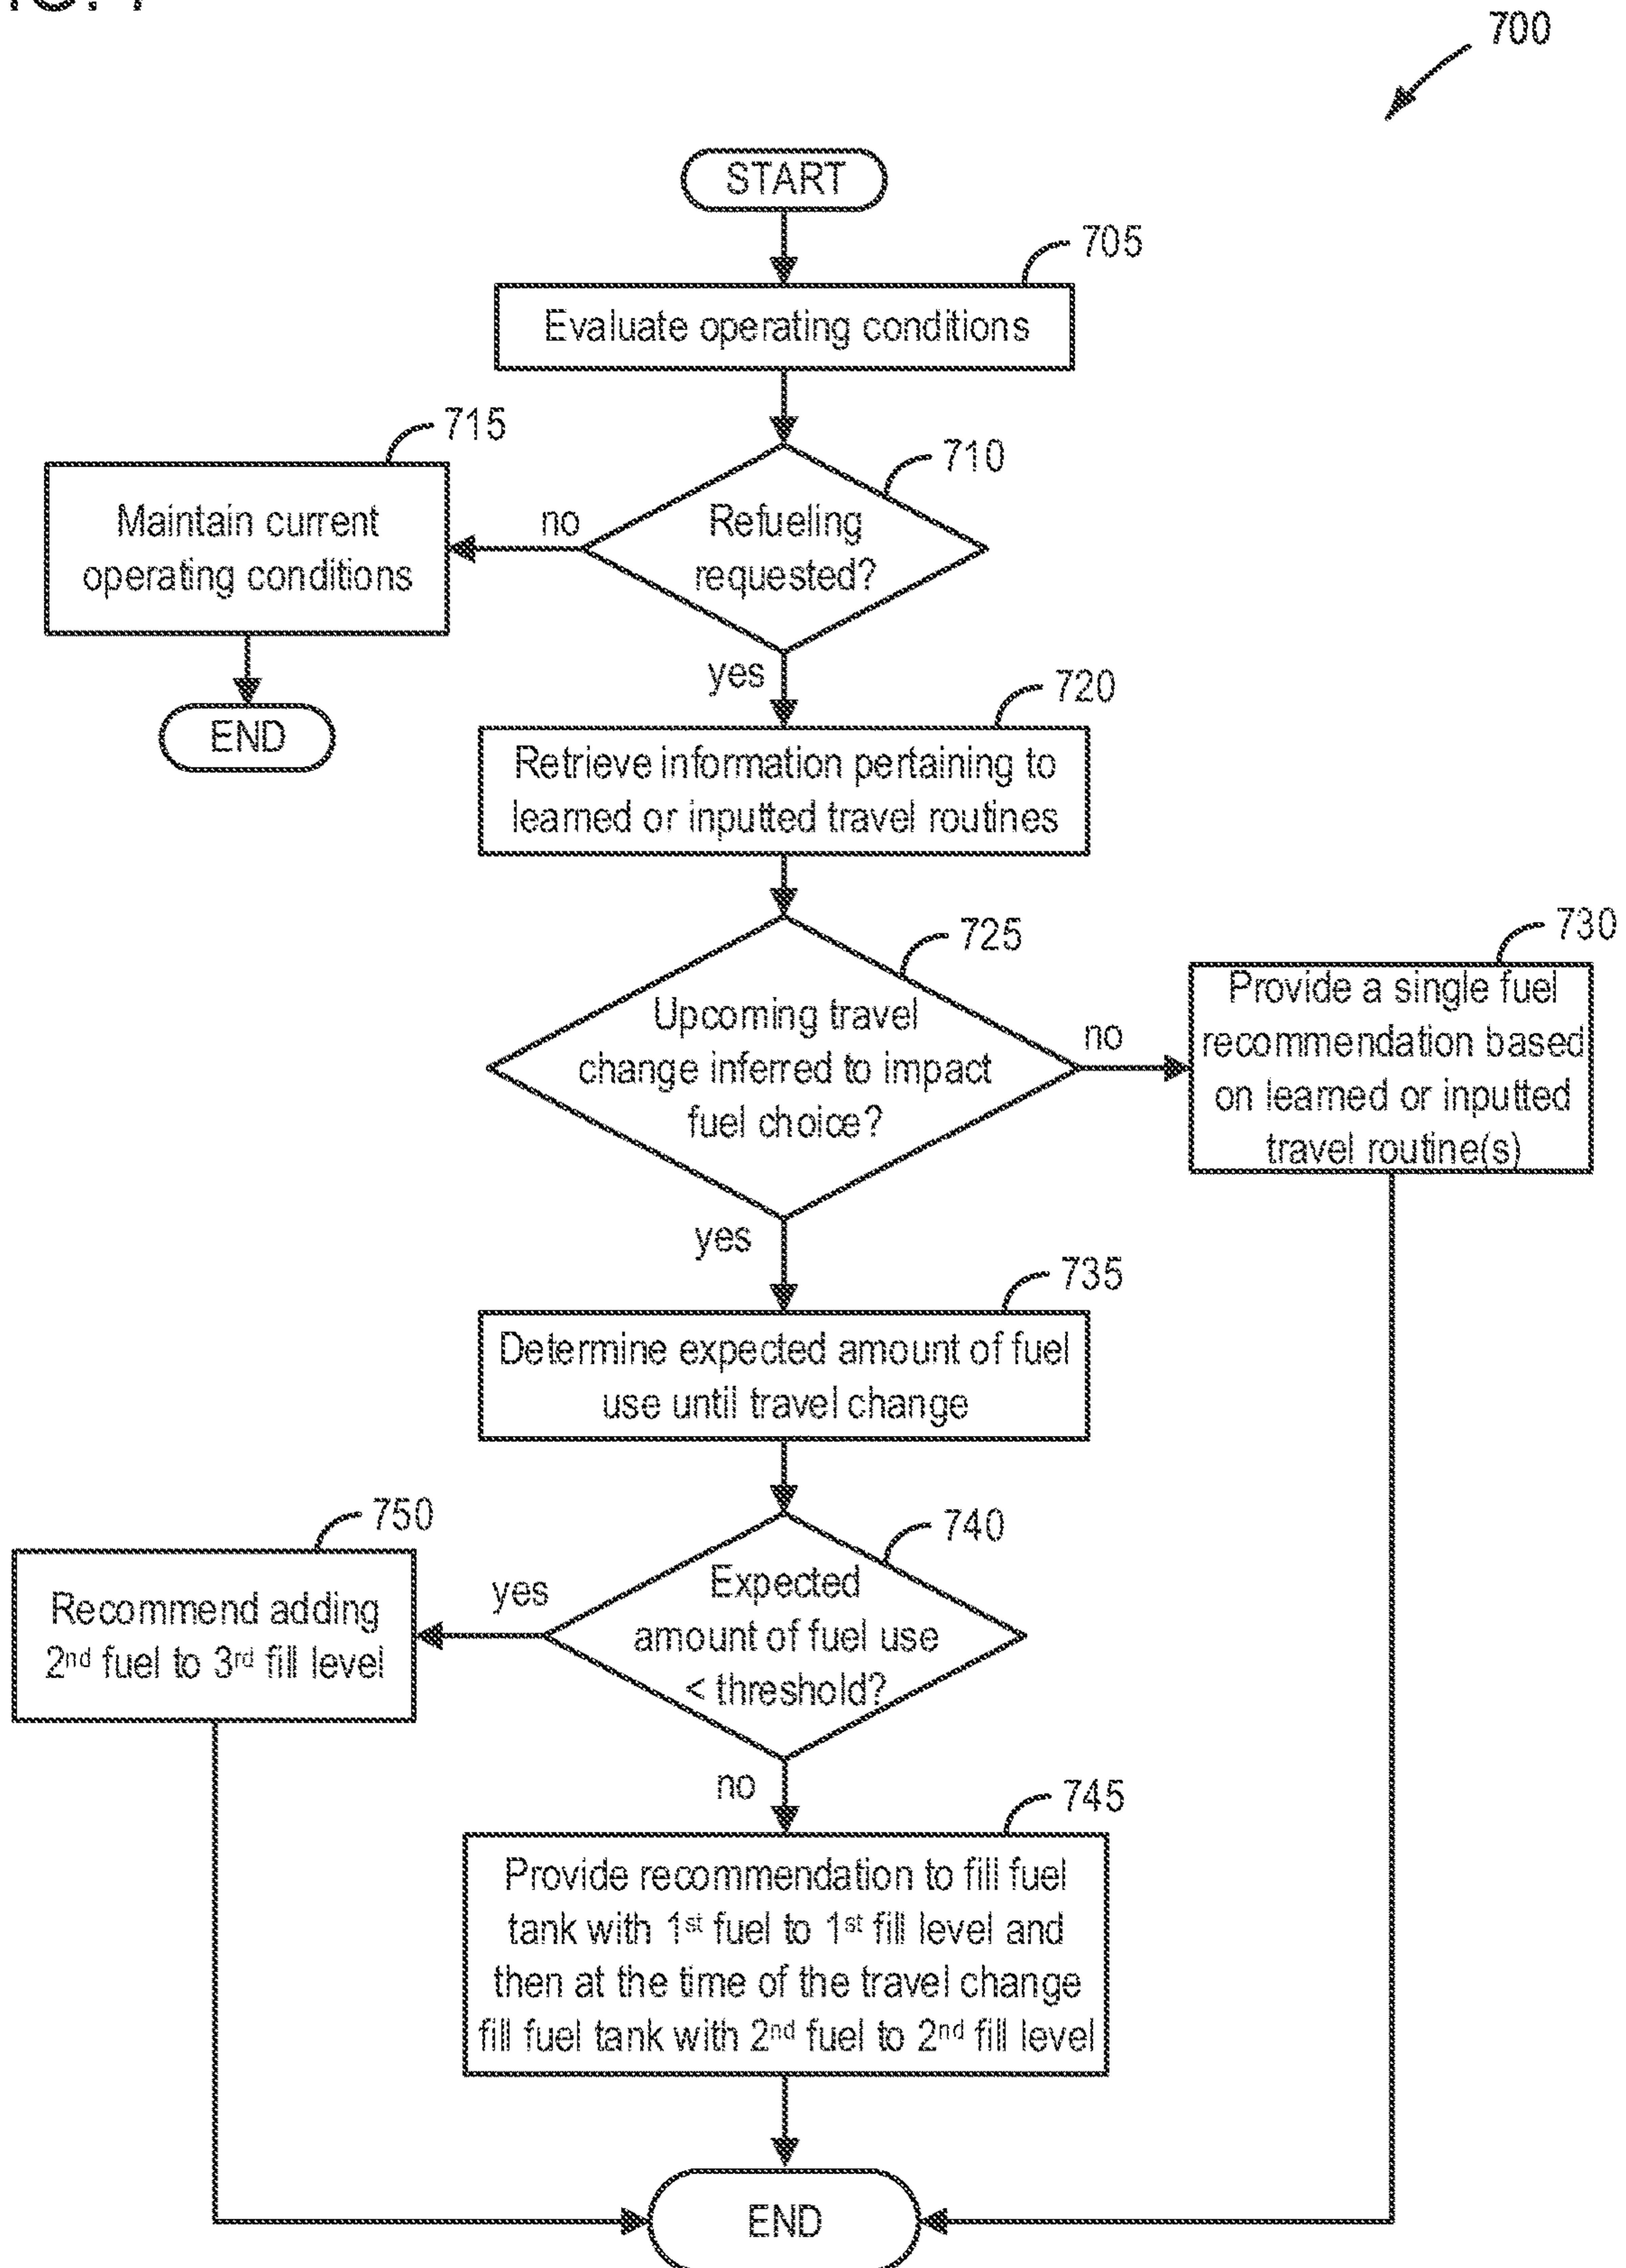 700
START
705
Evaluate operating conditions
715
710
Maintain current
operating conditions
no
Refueling
requested?
yes
END
720
Retrieve information pertaining to
learned or inputted travel routines
725
730
Upcoming travel
change inferred to impact
fuel choice?
no
Provide a single fuel
recommendation based
on learned or inputted
travel routine(s)
yes
735
Determine expected amount of fuel
use until travel change
750
740
Recommend adding
2nd fuel to 3rd fill level
yes
Expected
amount of fuel use
< threshold?
no
745
Provide recommendation to fill fuel
tank with 1st fuel to 1st fill level and
then at the time of the travel change
fill fuel tank with 2nd fuel to 2nd fill level
END